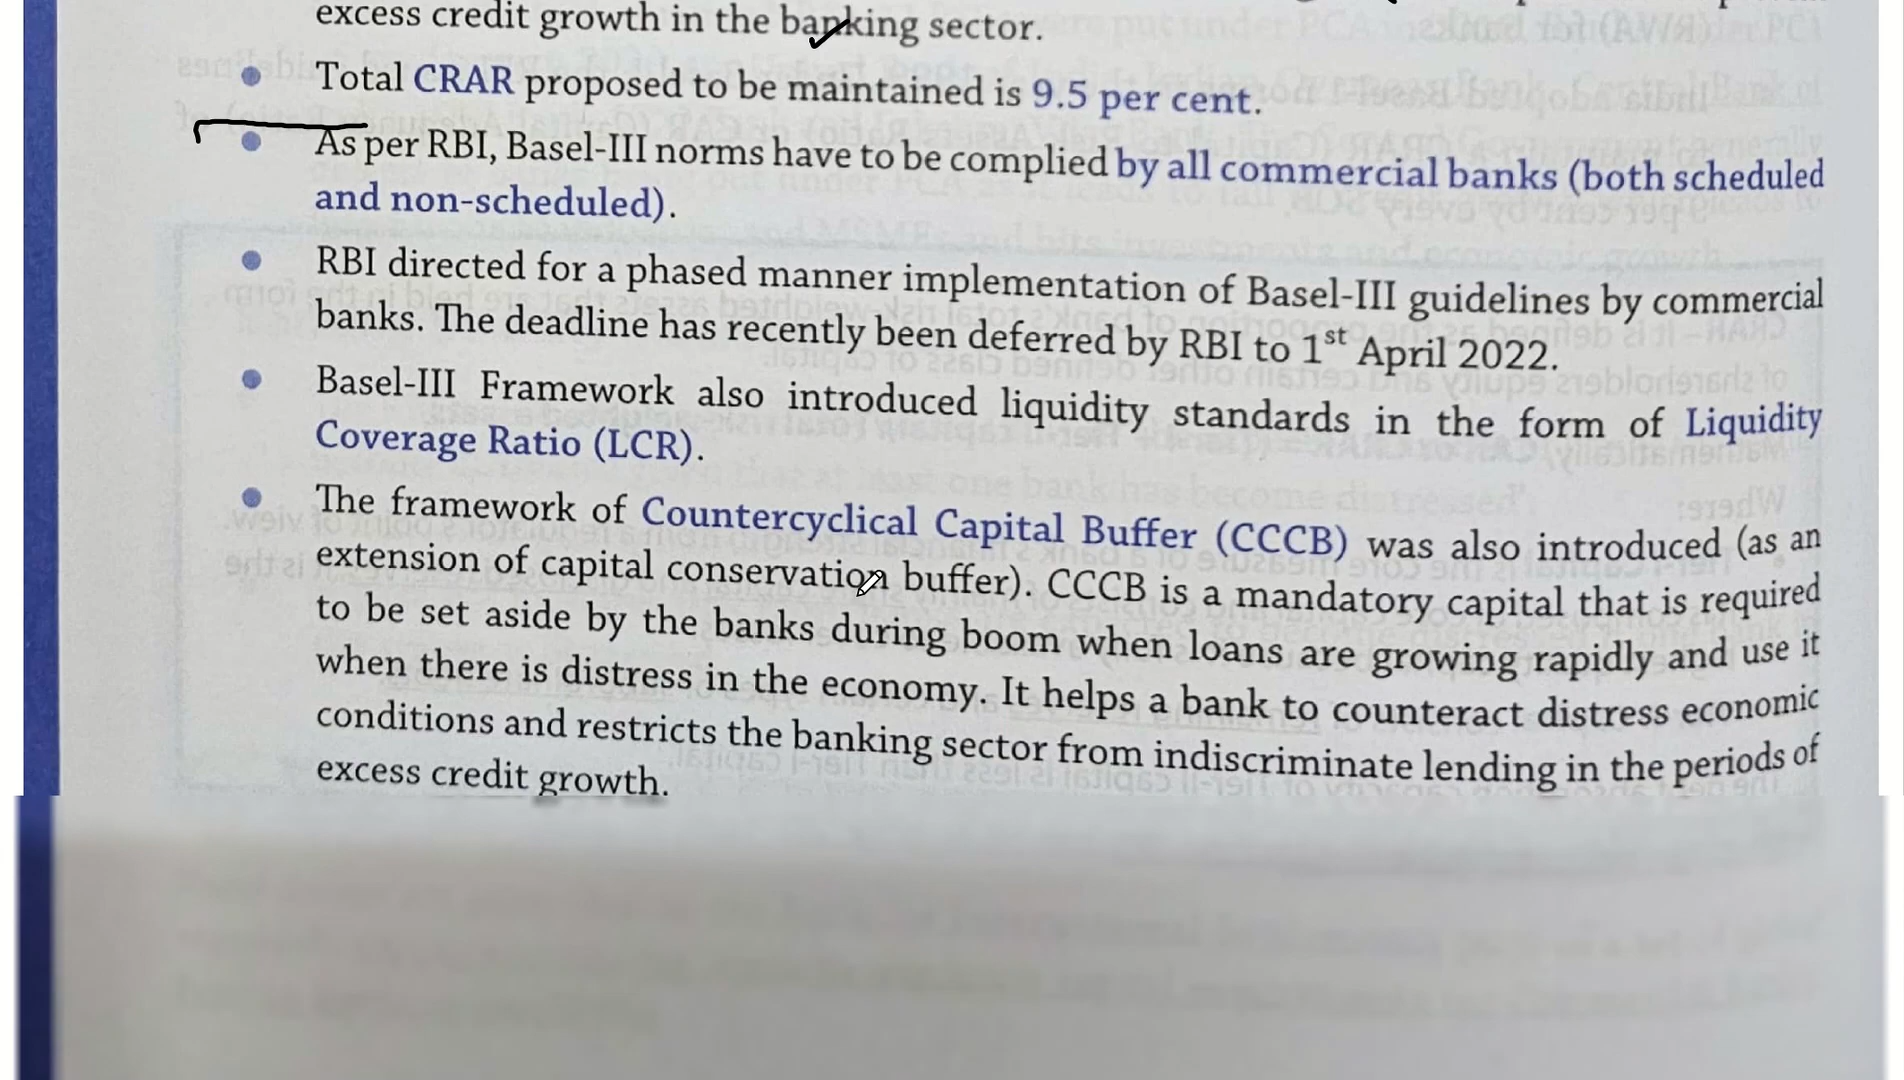 excess credit growth in the banking sector.
• Total CRAR proposed to be maintained is 9.5 per cent.
• As per RBI, Basel-III norms have to be complied by all commercial banks (both scheduled
and non-scheduled).
• RBI directed for a phased manner implementation of Basel-III guidelines by commercial
banks. The deadline has recently been deferred by RBI to 1st April 2022.
• Basel-III Framework also introduced liquidity standards in the form of Liquidity
Coverage Ratio (LCR).
• The framework of Countercyclical Capital Buffer (CCCB) was also introduced (as an
extension of capital conservation buffer). CCCB is a mandatory capital that is required
to be set aside by the banks during boom when loans are growing rapidly and use it
when there is distress in the economy. It helps a bank to counteract distress economic
conditions and restricts the banking sector from indiscriminate lending in the periods of
excess credit growth.